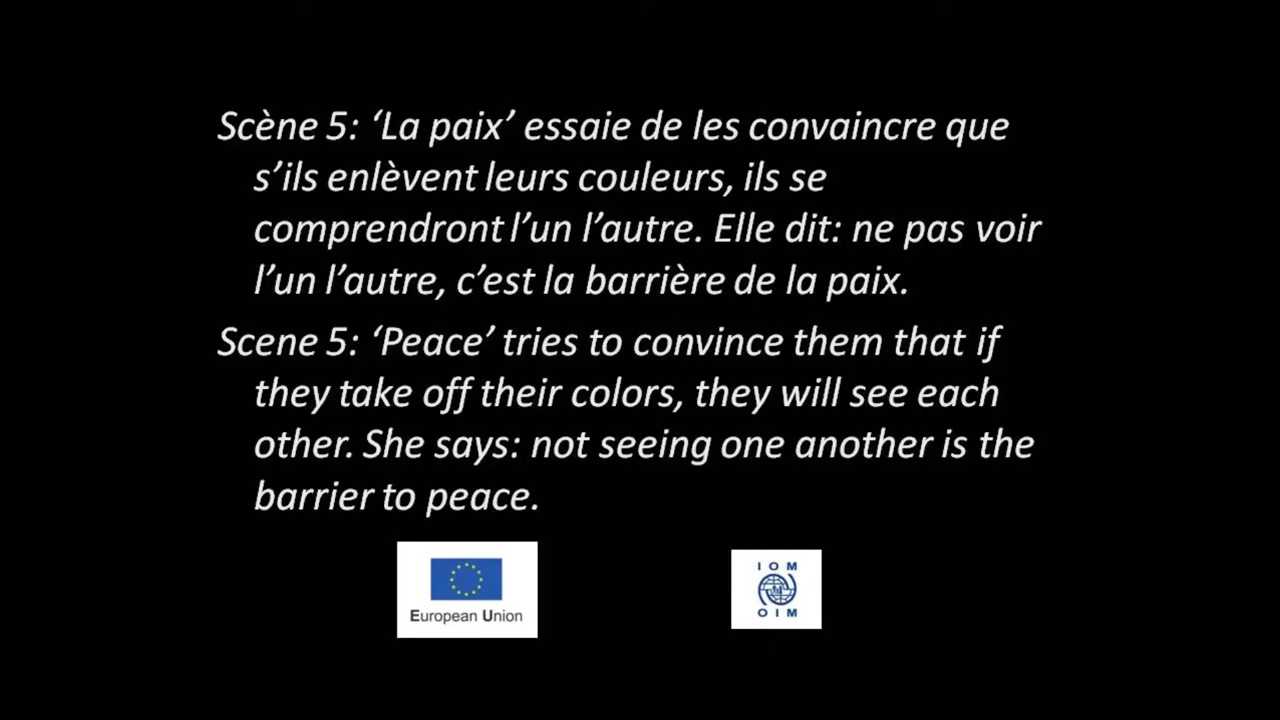 Scène 5: ‘La paix’ essaie de les convaincre que
s’ils enlèvent leurs couleurs, ils se
comprendront l’un l’autre. Elle dit: ne pas voir
l’un l’autre, c’est la barrière de la paix.
Scene 5: ‘Peace’ tries to convince them that if
they take off their colors, they will see each
other. She says: not seeing one another is the
barrier to peace.
European Union
IOM
OIM